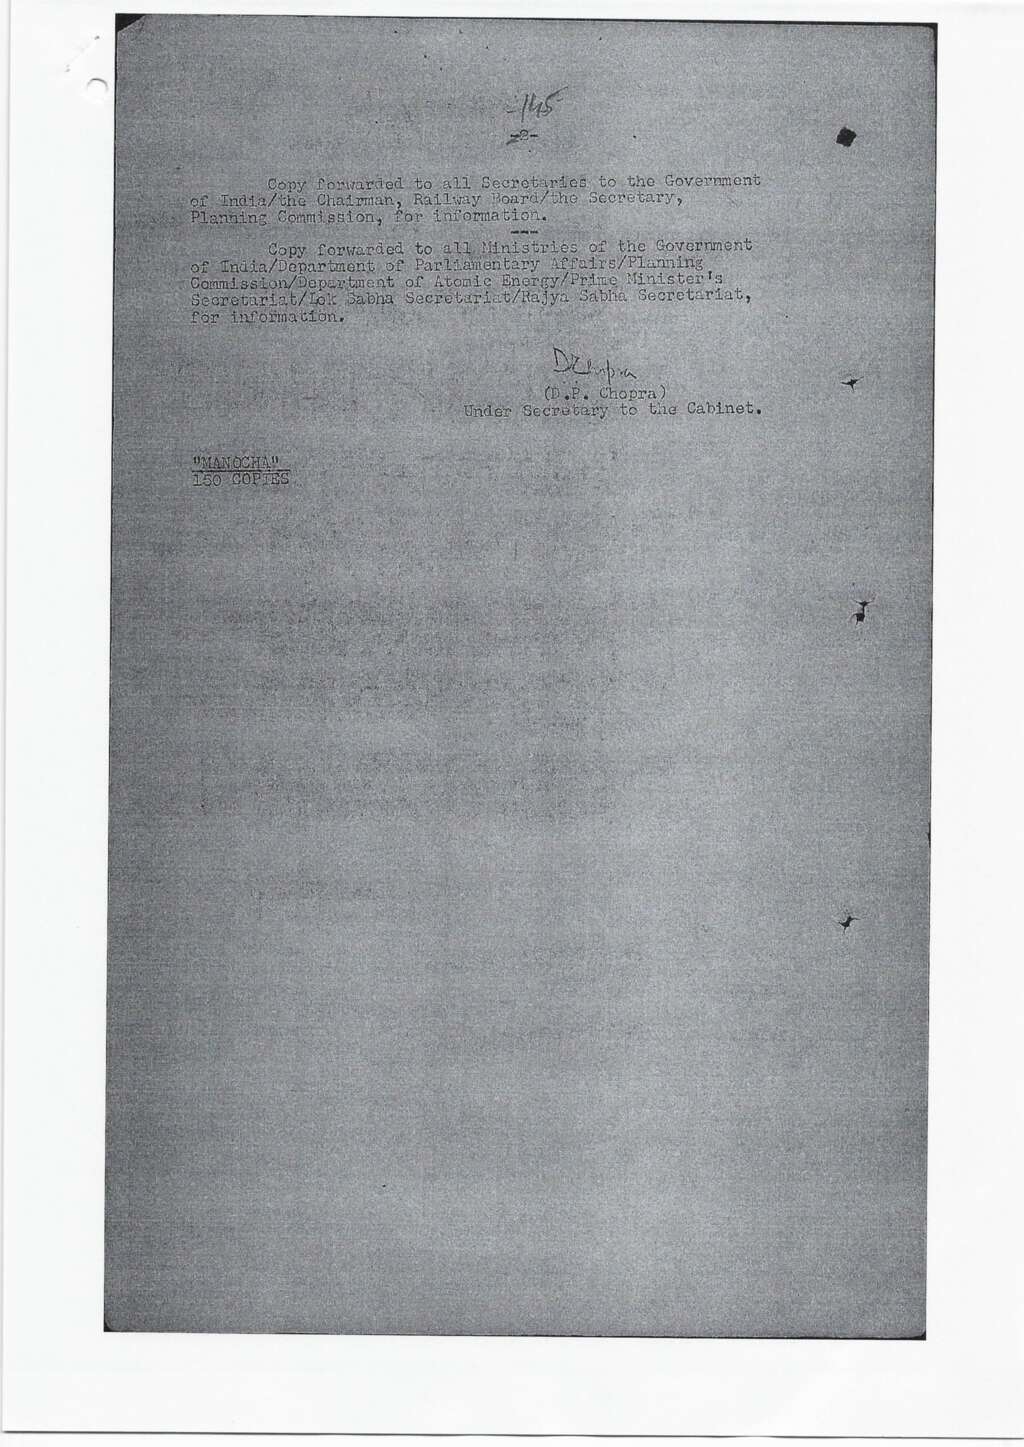 -145
-2-
Copy forwarded to all Secretaries to the Government
of India/the Chairman, Railway Board/the Secretary,
Planning Commission, for information.
Copy forwarded to all Ministries of the Government
of India/Department of Parliamentary Affairs/Planning
Commission/Department of Atomic Energy/Prime Minister's
Secretariat/Lok Sabha Secretariat/Rajya Sabha Secretariat,
for information.
DPChopra
(D.P. Chopra)
Under Secretary to the Cabinet.
"MANOCHA"
150 COPIES